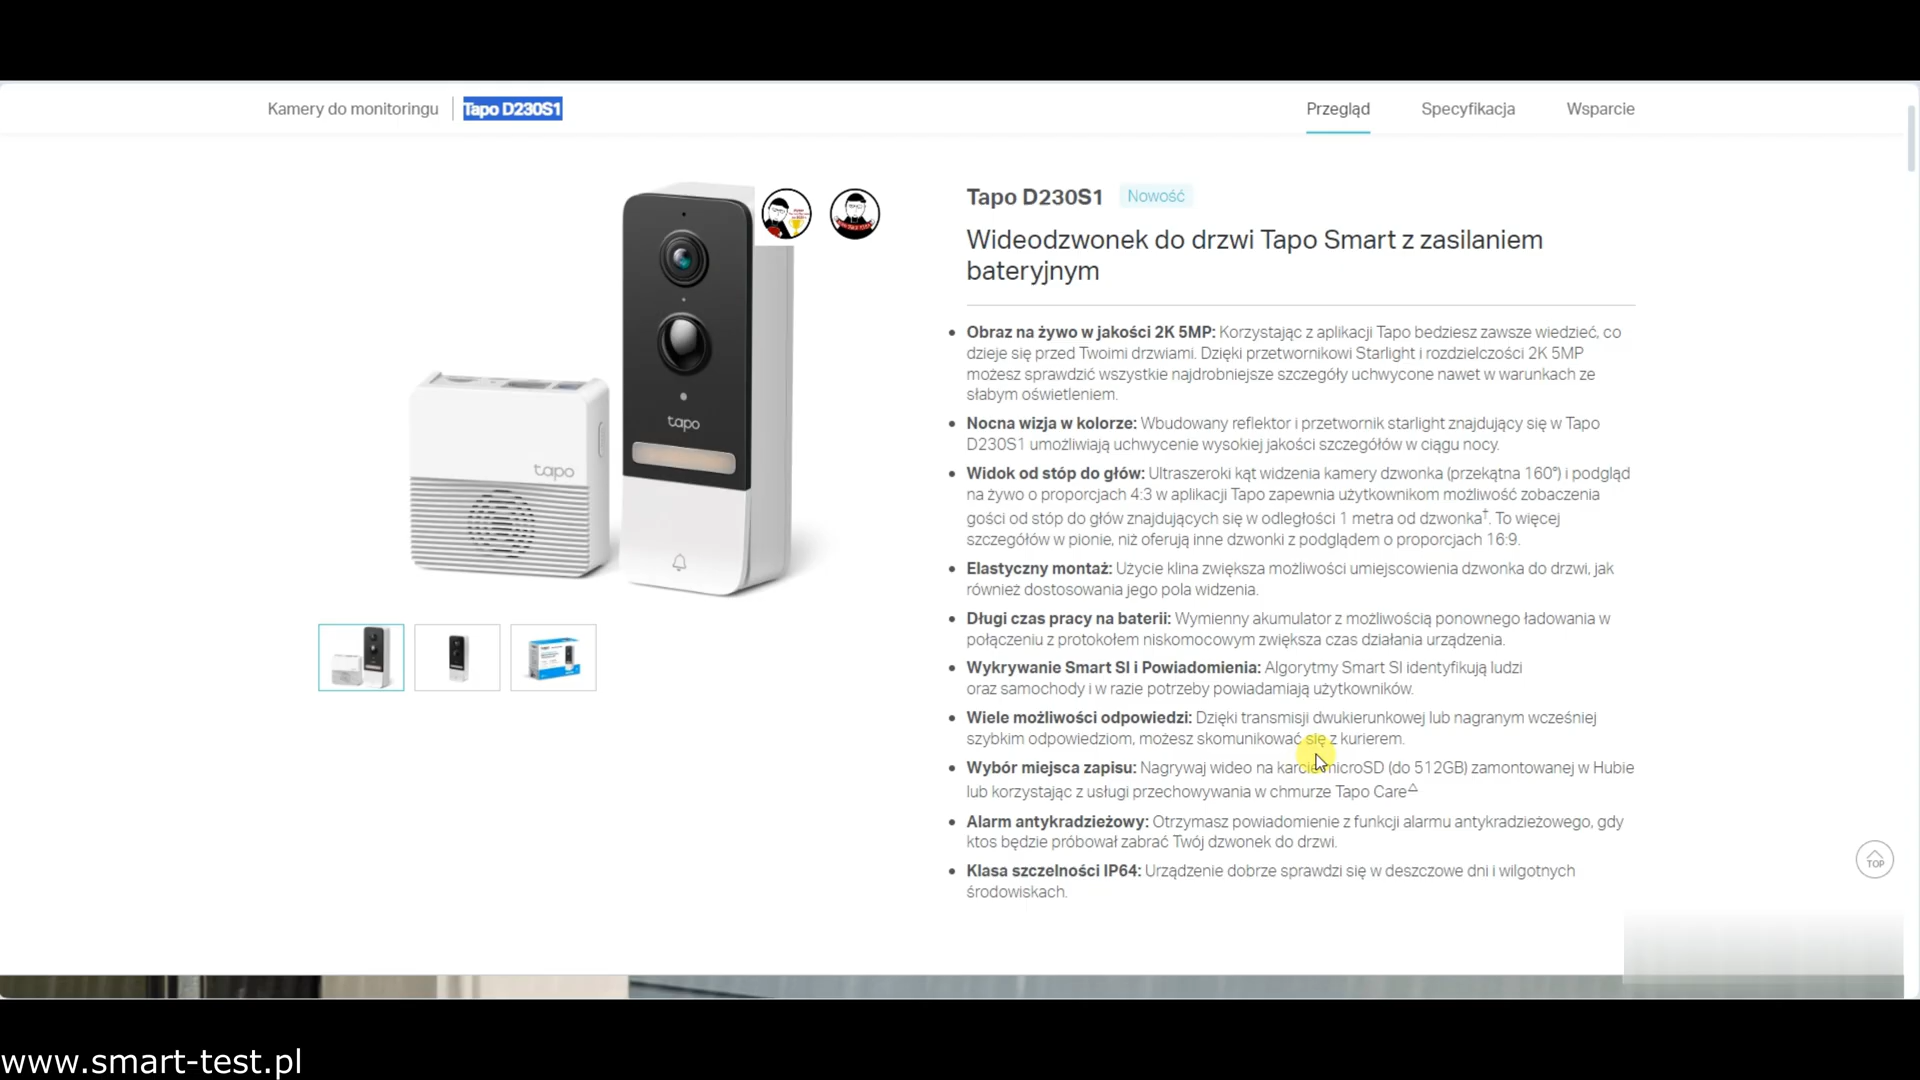 Kamery do monitoringu
Tapo D230S1
Przegląd
Specyfikacja
Wsparcie
tapo
tapo
Tapo D230S1
Nowość
Wideodzwonek do drzwi Tapo Smart z zasilaniem
bateryjnym
Obraz na żywo w jakości 2K 5MP: Korzystając z aplikacji Tapo bedziesz zawsze wiedzieć, co
dzieje się przed Twoimi drzwiami. Dzięki przetwornikowi Starlight i rozdzielczości 2K 5MP
możesz sprawdzić wszystkie najdrobniejsze szczegóły uchwycone nawet w warunkach ze
słabym oświetleniem.
Nocna wizja w kolorze: Wbudowany reflektor i przetwornik starlight znajdujący się w Tapo
D230S1 umożliwiają uchwycenie wysokiej jakości szczegółów w ciągu nocy.
Widok od stóp do głów: Ultraszeroki kąt widzenia kamery dzwonka (przekątna 160°) i podgląd
na żywo o proporcjach 4:3 w aplikacji Tapo zapewnia użytkownikom możliwość zobaczenia
gości od stóp do głów znajdujących się w odległości 1 metra od dzwonka†. To więcej
szczegółów w pionie, niż oferują inne dzwonki z podglądem o proporcjach 16:9.
Elastyczny montaż: Użycie klina zwiększa możliwości umiejscowienia dzwonka do drzwi, jak
również dostosowania jego pola widzenia.
Długi czas pracy na baterii: Wymienny akumulator z możliwością ponownego ładowania w
połączeniu z protokołem niskomocowym zwiększa czas działania urządzenia.
Wykrywanie Smart SI i Powiadomienia: Algorytmy Smart SI identyfikują ludzi
oraz samochody i w razie potrzeby powiadamiają użytkowników.
Wiele możliwości odpowiedzi: Dzięki transmisji dwukierunkowej lub nagranym wcześniej
szybkim odpowiedziom, możesz skomunikować się z kurierem.
Wybór miejsca zapisu: Nagrywaj wideo na karcie microSD (do 512GB) zamontowanej w Hubie
lub korzystając z usługi przechowywania w chmurze Tapo Care△
Alarm antykradzieżowy: Otrzymasz powiadomienie z funkcji alarmu antykradzieżowego, gdy
ktos będzie próbował zabrać Twój dzwonek do drzwi.
Klasa szczelności IP64: Urządzenie dobrze sprawdzi się w deszczowe dni i wilgotnych
środowiskach.
TOP
www.smart-test.pl